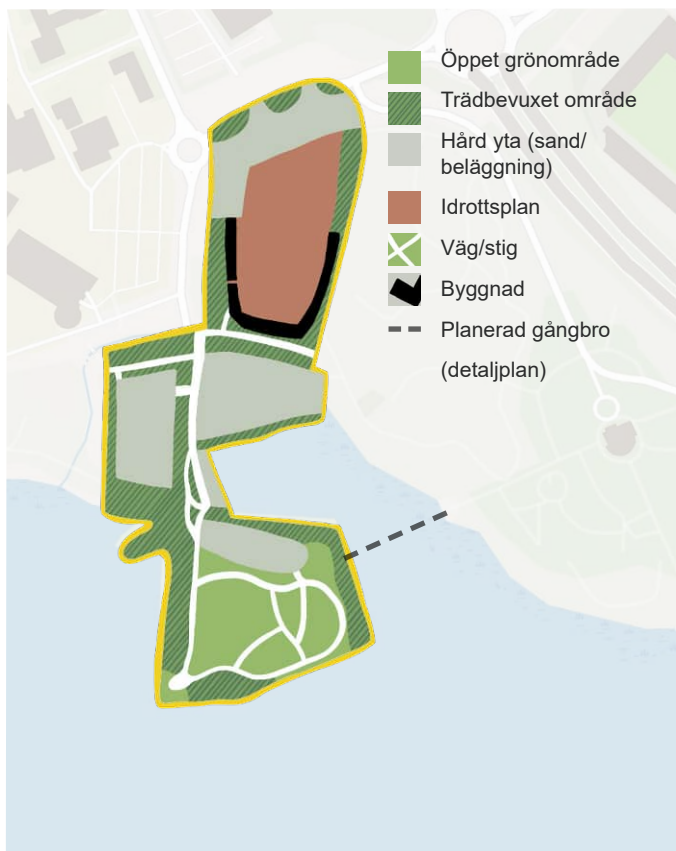 Öppet grönområde
Trädbevuxet område
Hård yta (sand/
beläggning)
Idrottsplan
Väg/stig
Byggnad
Planerad gångbro
(detaljplan)